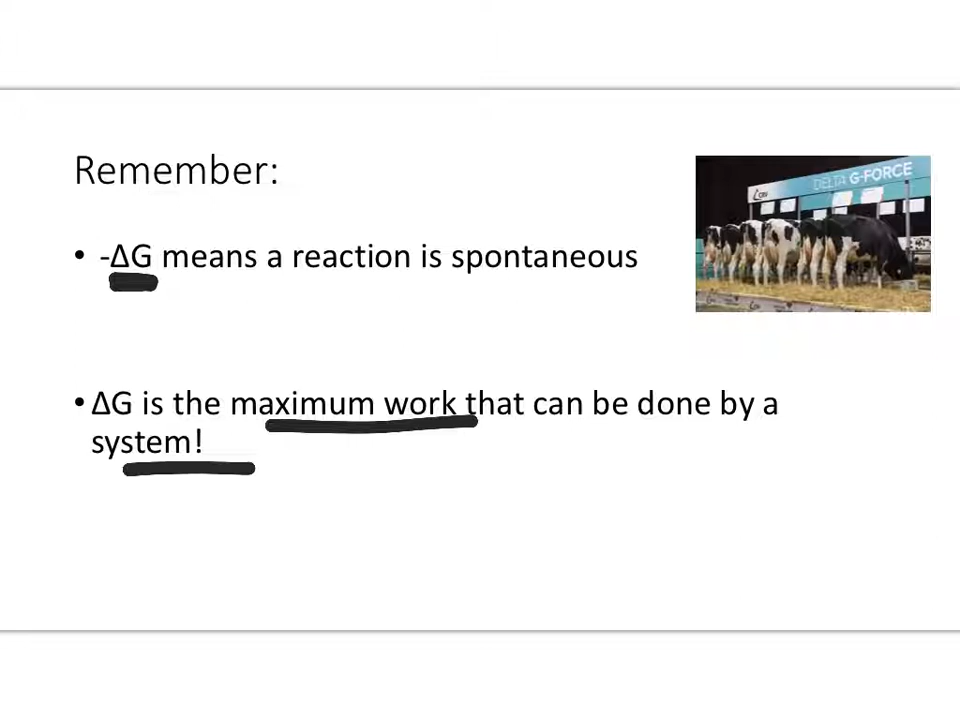 Remember:
• -ΔG means a reaction is spontaneous
DELTA G-FORCE
CRV
• ΔG is the maximum work that can be done by a
system!